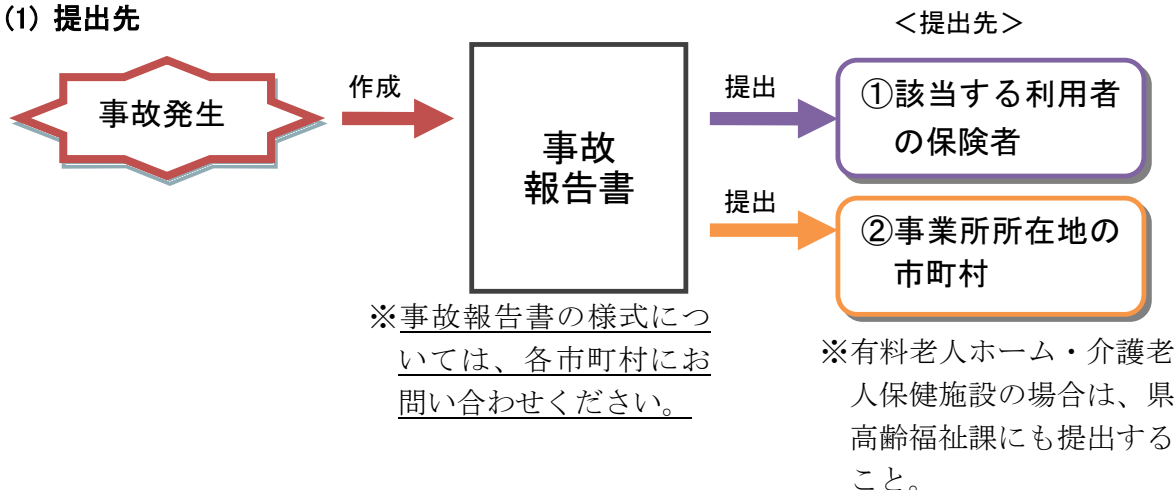 (1) 提出先
＜提出先＞
事故発生
作成
事故
報告書
提出
①該当する利用者
の保険者
提出
②事業所所在地の
市町村
※事故報告書の様式につ
いては、各市町村にお
問い合わせください。
※有料老人ホーム・介護老
人保健施設の場合は、県
高齢福祉課にも提出する
こと。